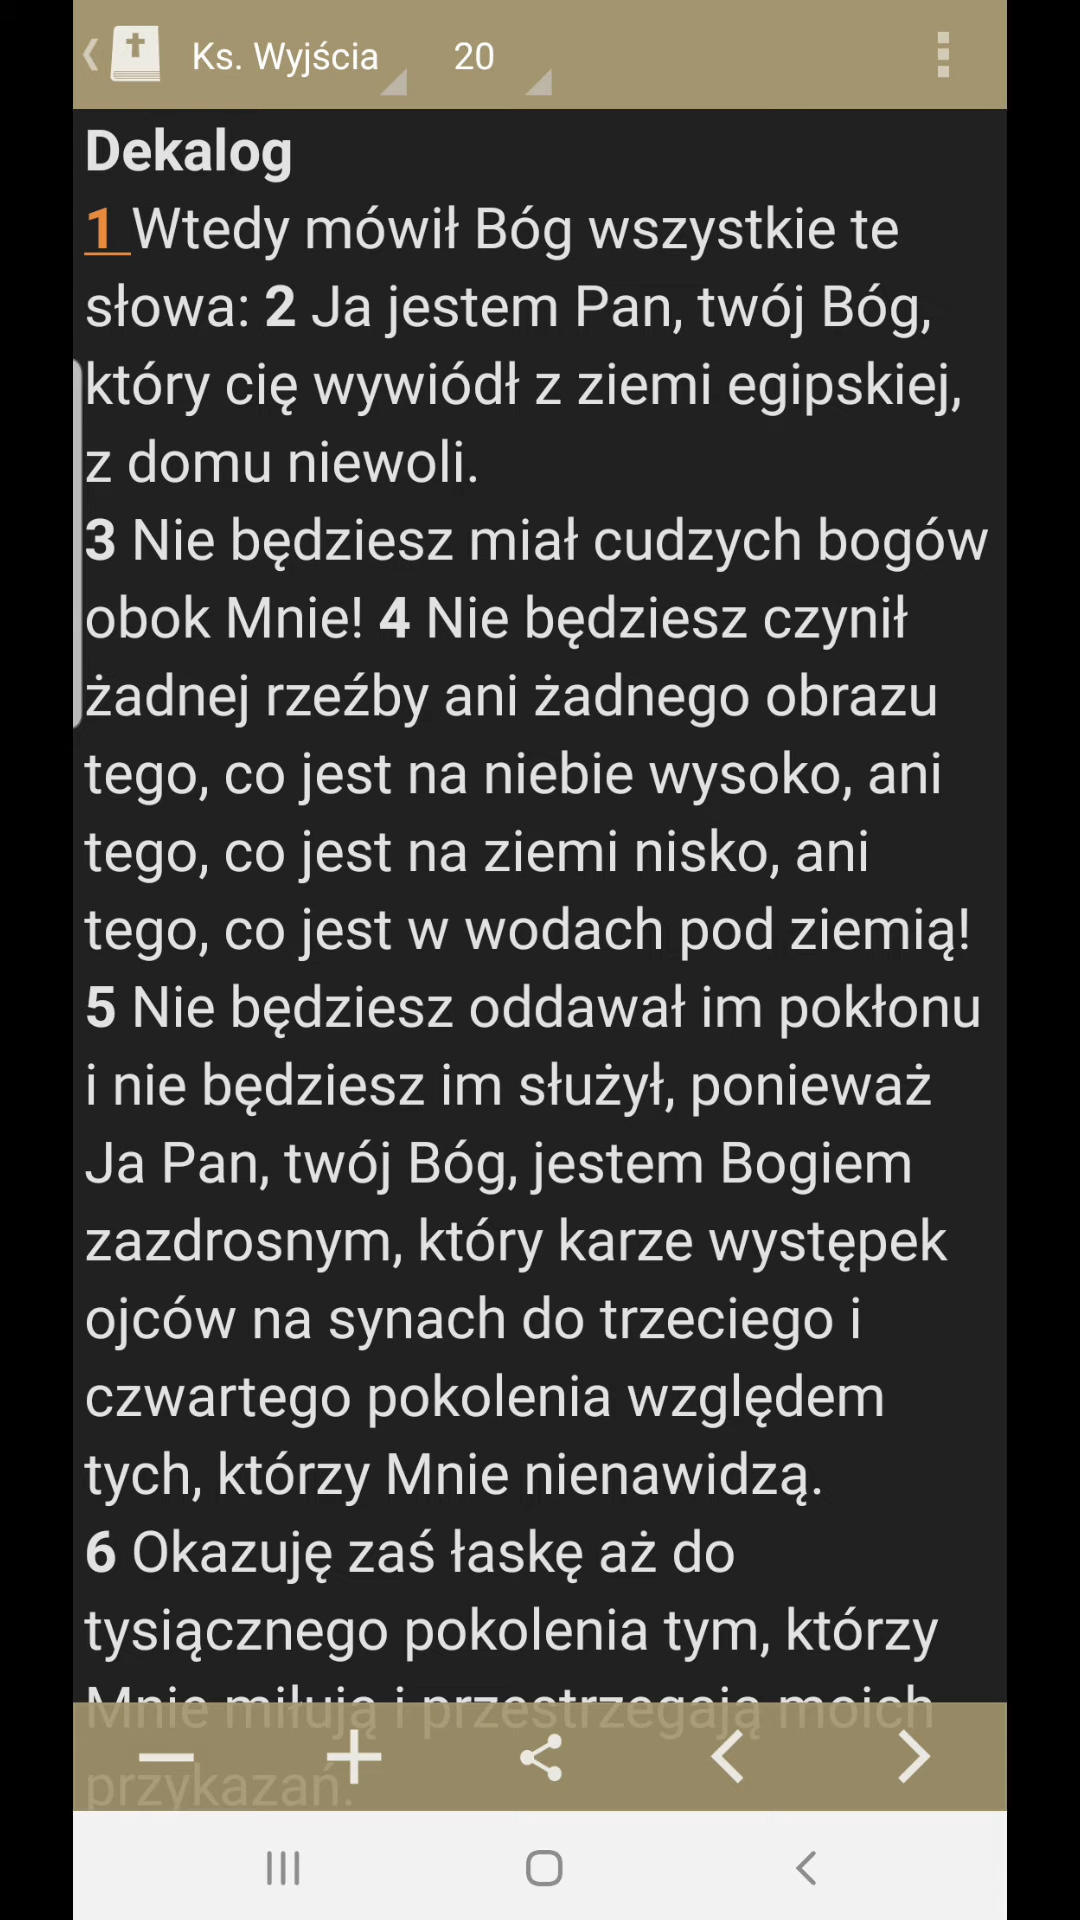 Ks. Wyjścia 20
Dekalog
1 Wtedy mówił Bóg wszystkie te
słowa: 2 Ja jestem Pan, twój Bóg,
który cię wywiódł z ziemi egipskiej,
z domu niewoli.
3 Nie będziesz miał cudzych bogów
obok Mnie! 4 Nie będziesz czynił
żadnej rzeźby ani żadnego obrazu
tego, co jest na niebie wysoko, ani
tego, co jest na ziemi nisko, ani
tego, co jest w wodach pod ziemią!
5 Nie będziesz oddawał im pokłonu
i nie będziesz im służył, ponieważ
Ja Pan, twój Bóg, jestem Bogiem
zazdrosnym, który karze występek
ojców na synach do trzeciego i
czwartego pokolenia względem
tych, którzy Mnie nienawidzą.
6 Okazuję zaś łaskę aż do
tysiącznego pokolenia tym, którzy
Mnie miłują i przestrzegają moich
przykazań.